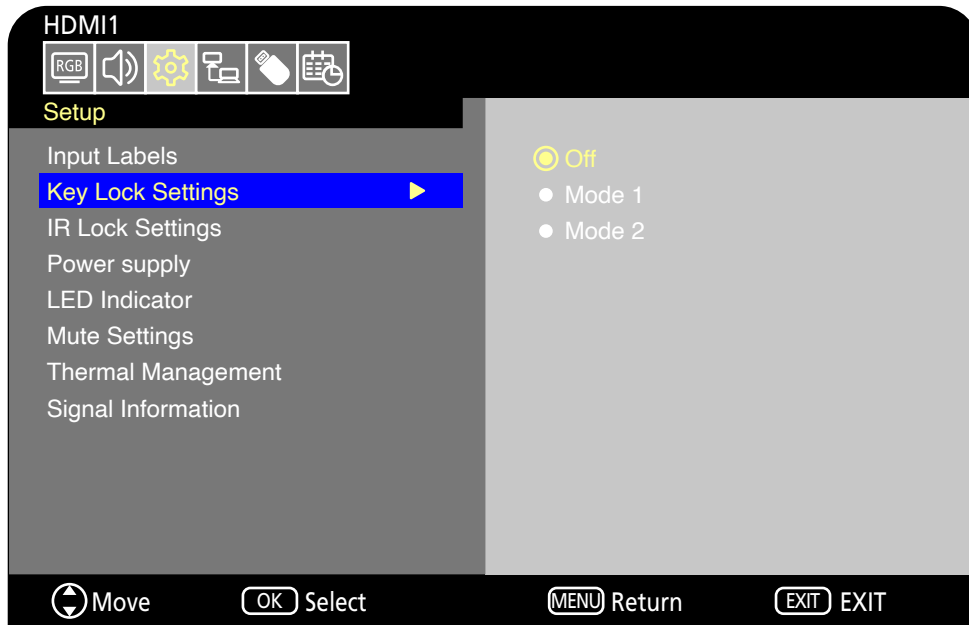 HDMI1
RGB
Setup
Input Labels
Key Lock Settings
IR Lock Settings
Power supply
LED Indicator
Mute Settings
Thermal Management
Signal Information
Off
Mode 1
Mode 2
Move OK Select MENU Return EXIT EXIT